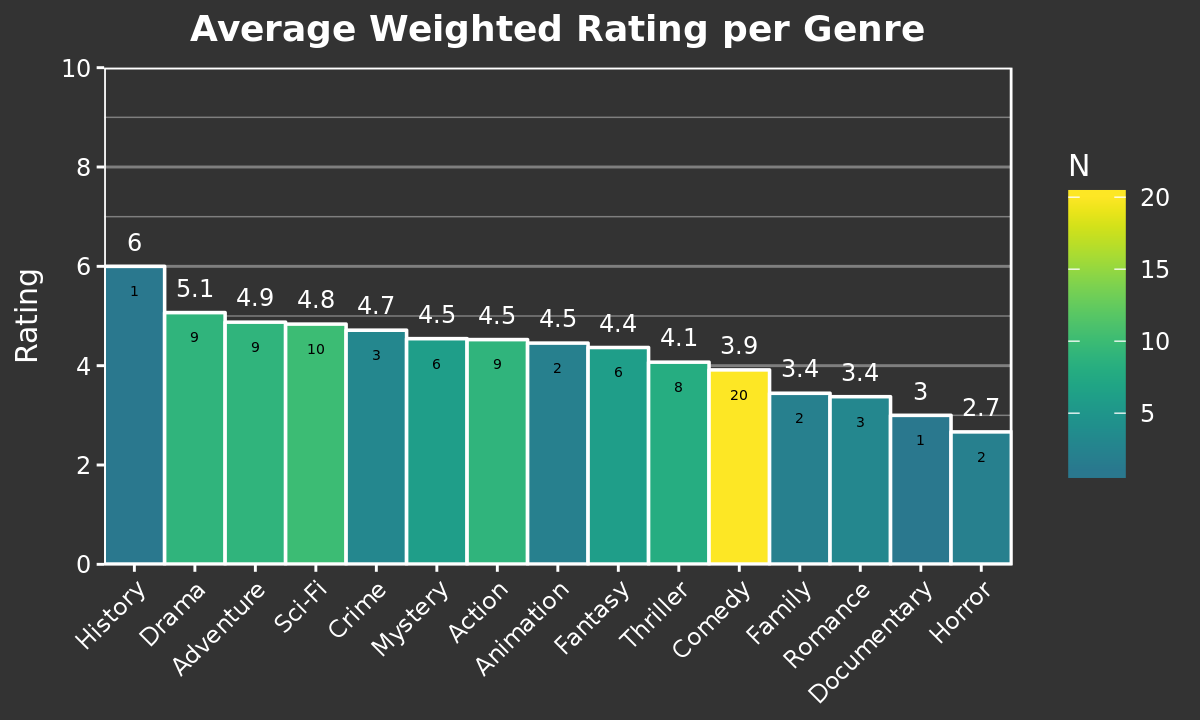 Average Weighted Rating per Genre
Rating
10
8
6
4
2
0
6
5.1
4.9
4.8
4.7
4.5
4.5
4.5
4.4
4.1
3.9
3.4
3.4
3
2.7
1
9
9
10
3
6
9
2
6
8
20
2
3
1
2
History
Drama
Adventure
Sci-Fi
Crime
Mystery
Action
Animation
Fantasy
Thriller
Comedy
Family
Romance
Documentary
Horror
N
20
15
10
5